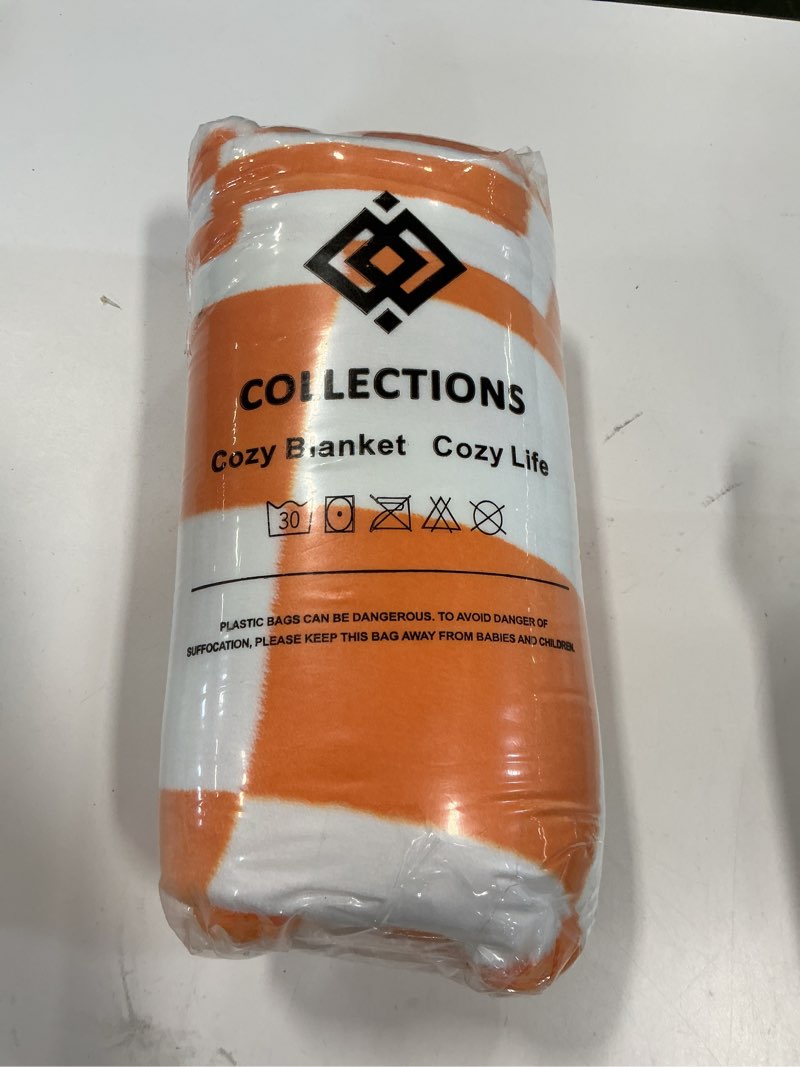 COLLECTIONS
Cozy Blanket Cozy Life
30
PLASTIC BAGS CAN BE DANGEROUS. TO AVOID DANGER OF
SUFFOCATION, PLEASE KEEP THIS BAG AWAY FROM BABIES AND CHILDREN.